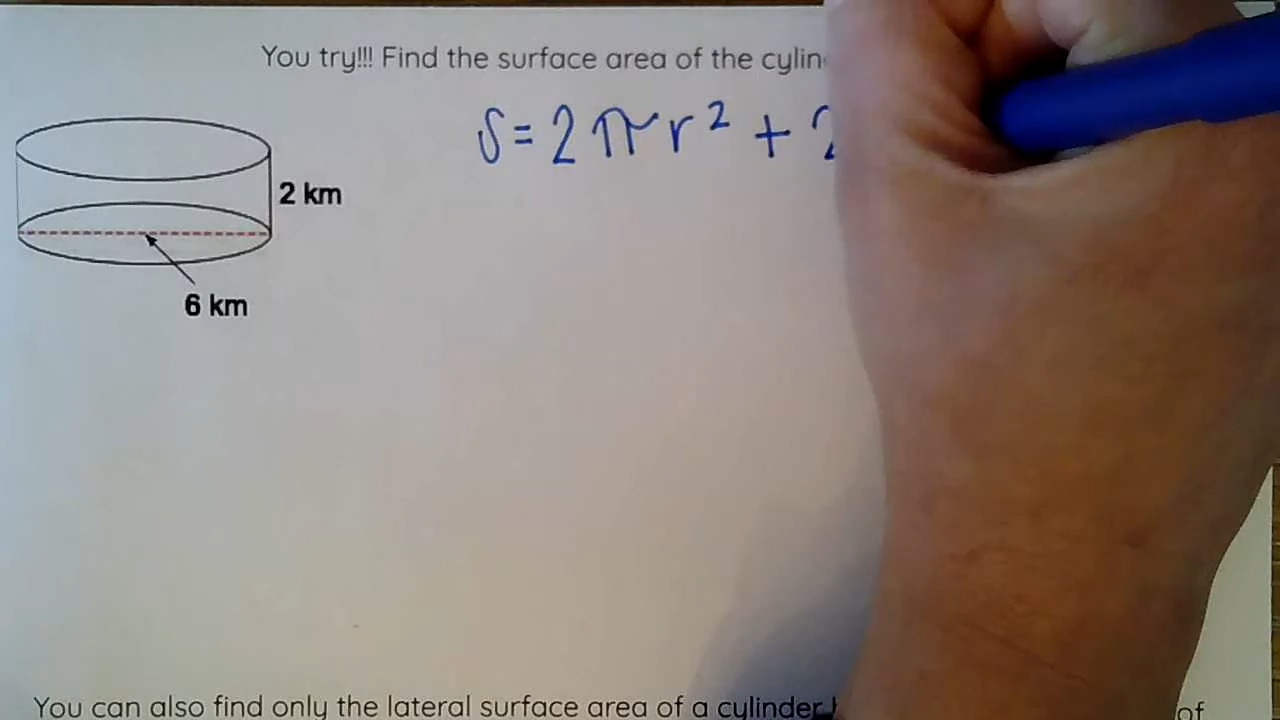 You try!!! Find the surface area of the
S = 2πr² + 2
2 km
6 km
You can also find only the lateral surface area of a cylinder
of